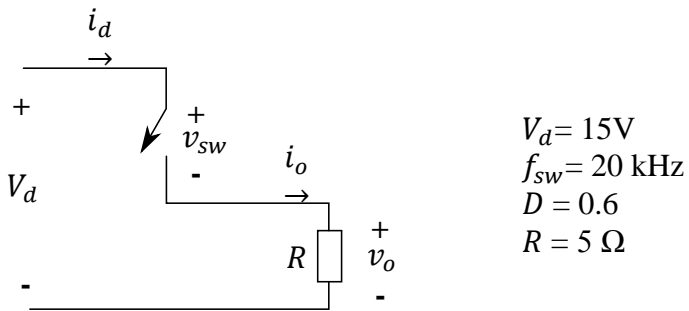 i_d
→
+
+
v_sw
-
i_o
→
V_d
+
R
v_o
-
-
V_d= 15V
f_sw= 20 kHz
D = 0.6
R = 5 Ω